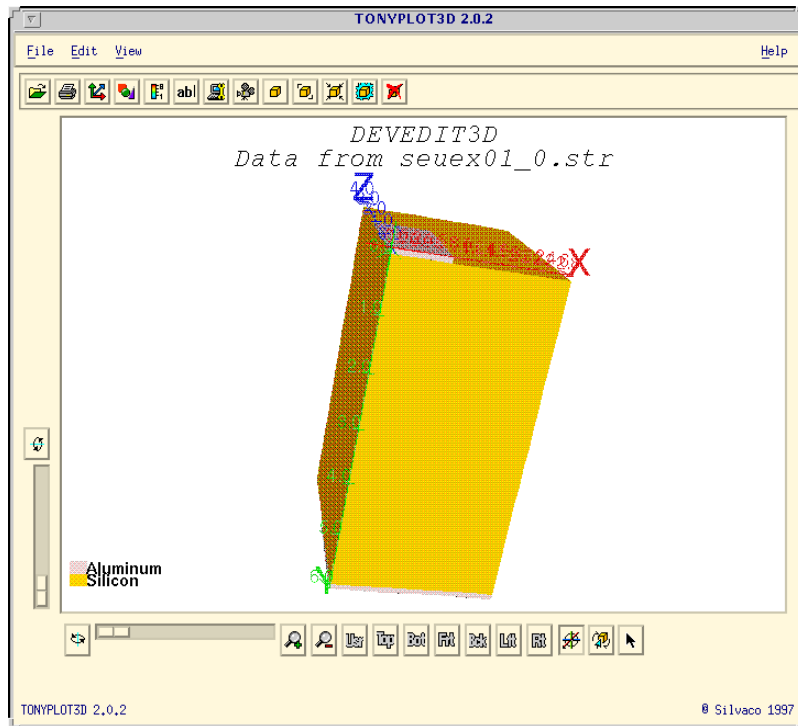 TONYPLOT3D 2.0.2
File Edit View Help
abl
DEVEDIT3D
Data from seuex01_0.str
Z
X
Y
Aluminum
Silicon
Usr Top Bot Frt Bck Lft Rt
TONYPLOT3D 2.0.2 © Silvaco 1997